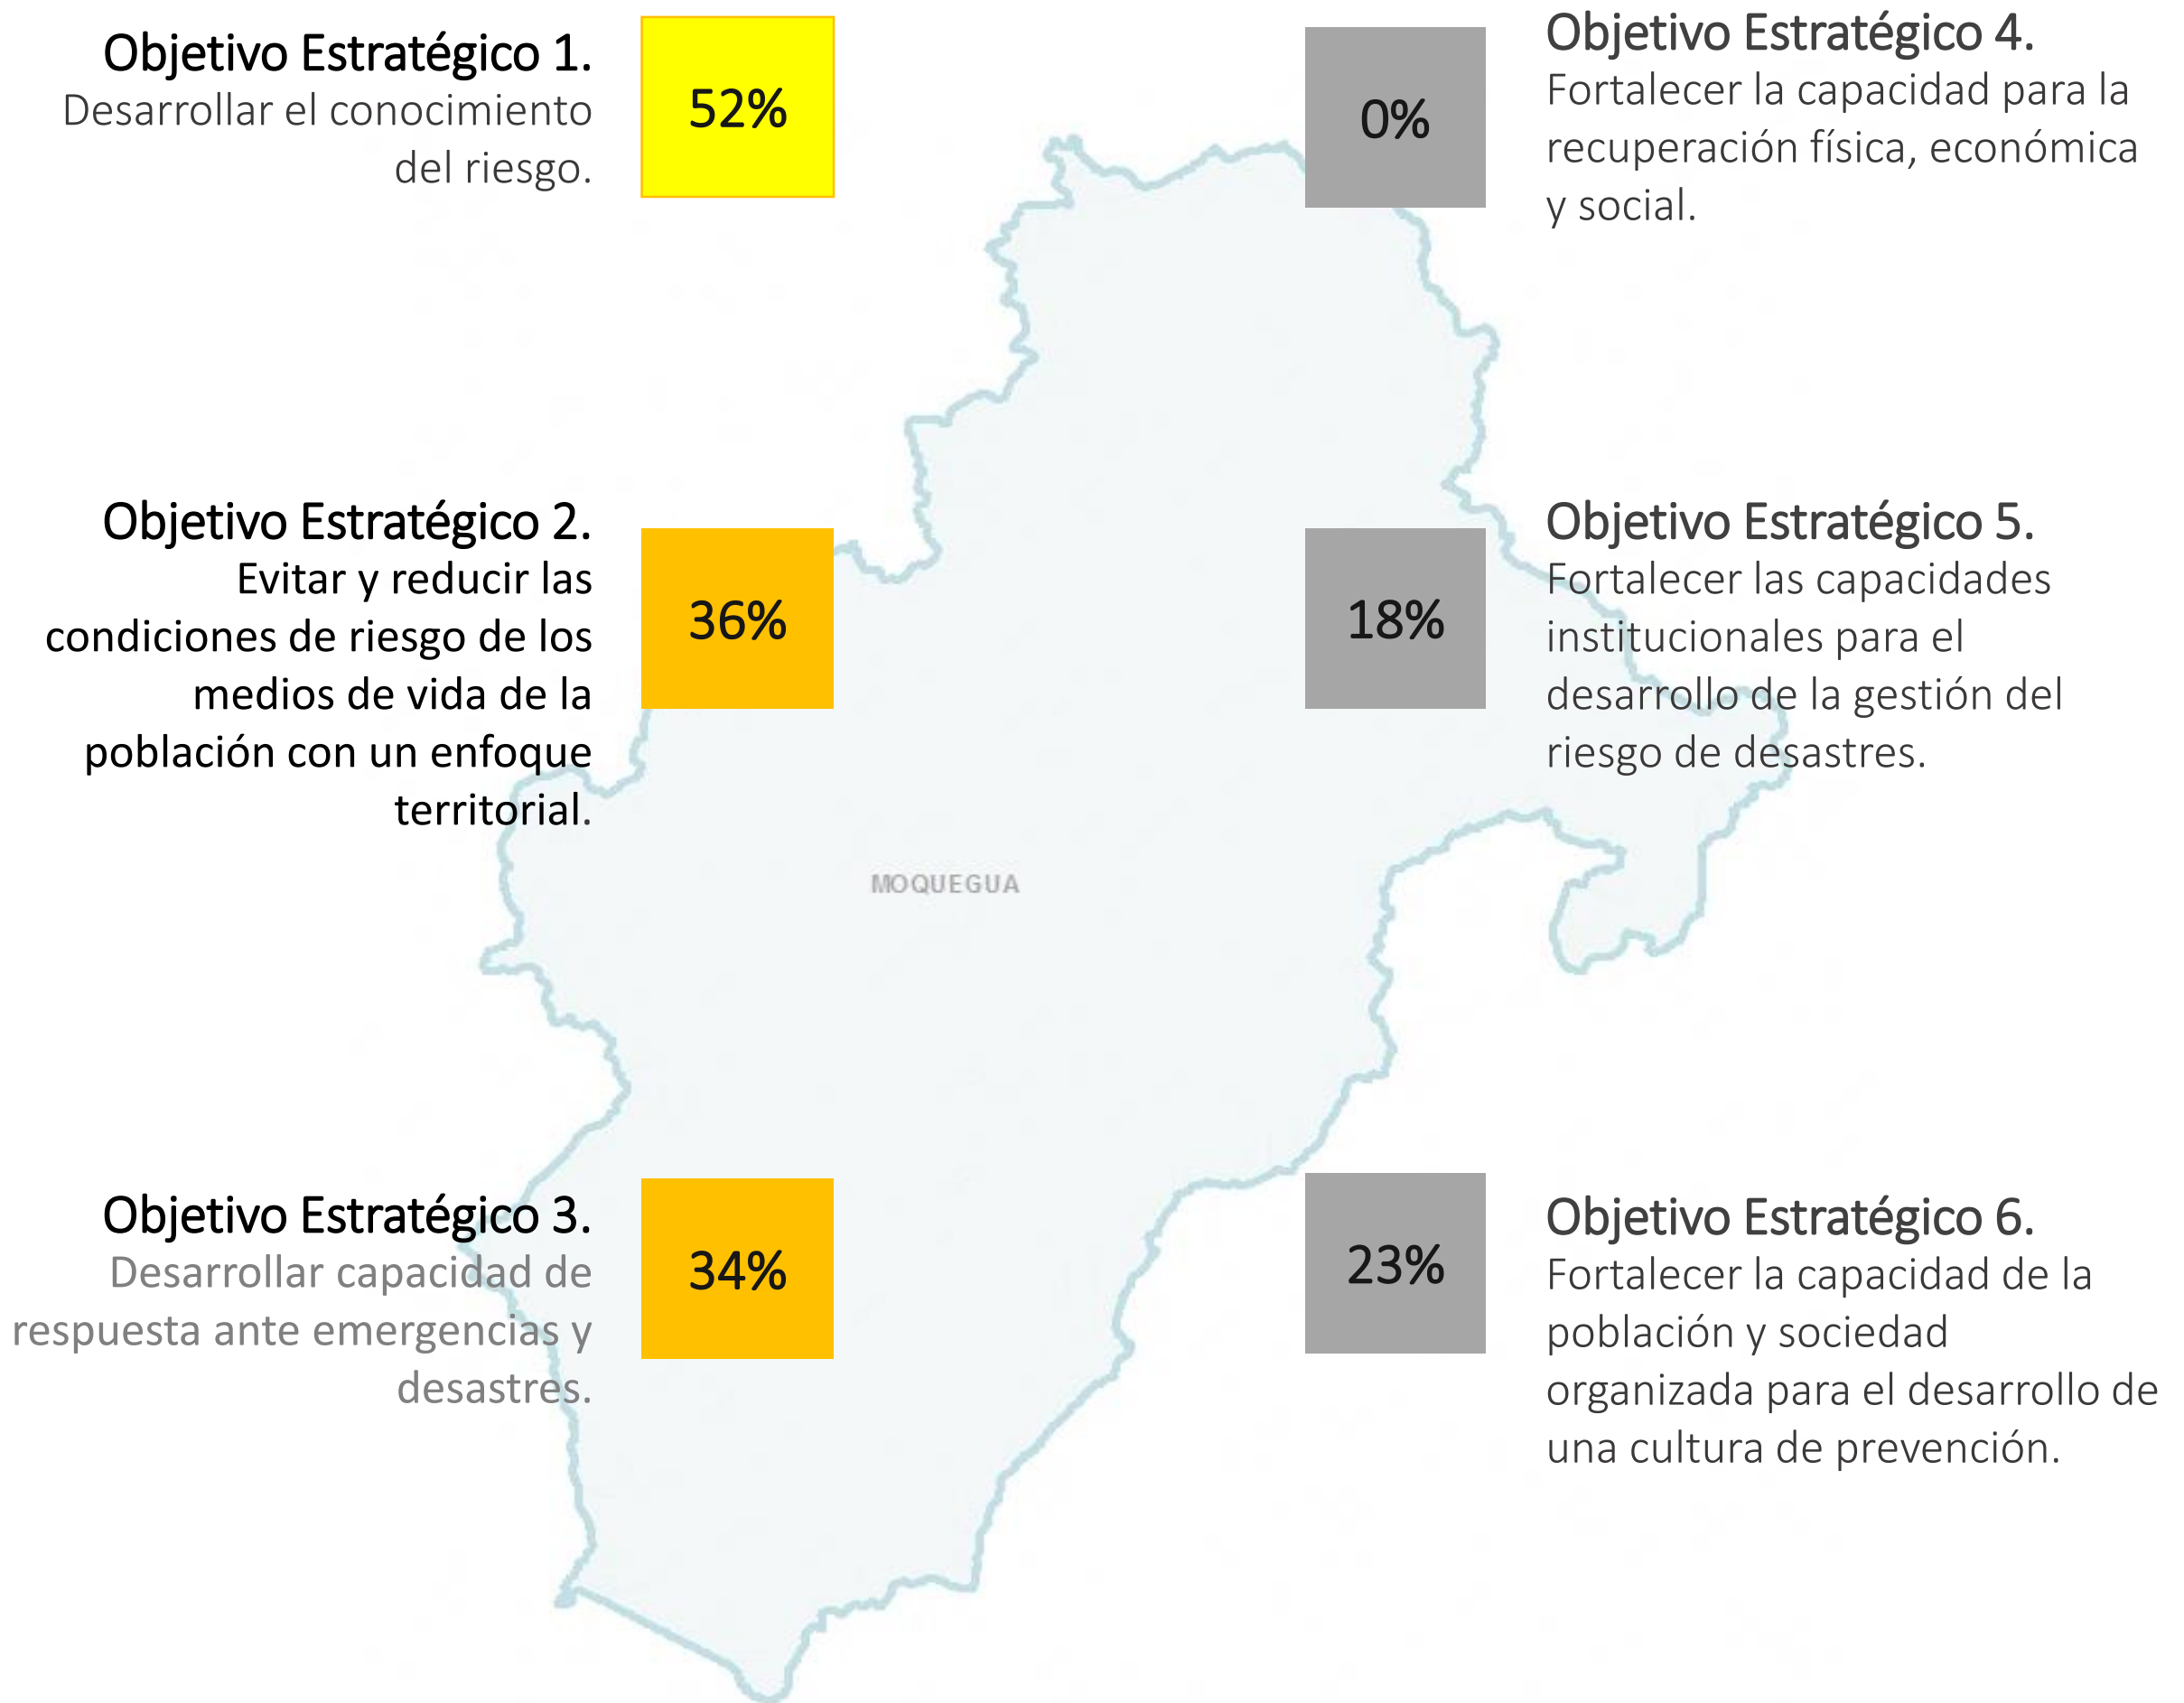 Objetivo Estratégico 1.
Desarrollar el conocimiento
del riesgo.
52%
Objetivo Estratégico 2.
Evitar y reducir las
condiciones de riesgo de los
medios de vida de la
población con un enfoque
territorial.
36%
Objetivo Estratégico 3.
Desarrollar capacidad de
respuesta ante emergencias y
desastres.
34%
MOQUEGUA
0%
Objetivo Estratégico 4.
Fortalecer la capacidad para la
recuperación física, económica
y social.
18%
Objetivo Estratégico 5.
Fortalecer las capacidades
institucionales para el
desarrollo de la gestión del
riesgo de desastres.
23%
Objetivo Estratégico 6.
Fortalecer la capacidad de la
población y sociedad
organizada para el desarrollo de
una cultura de prevención.